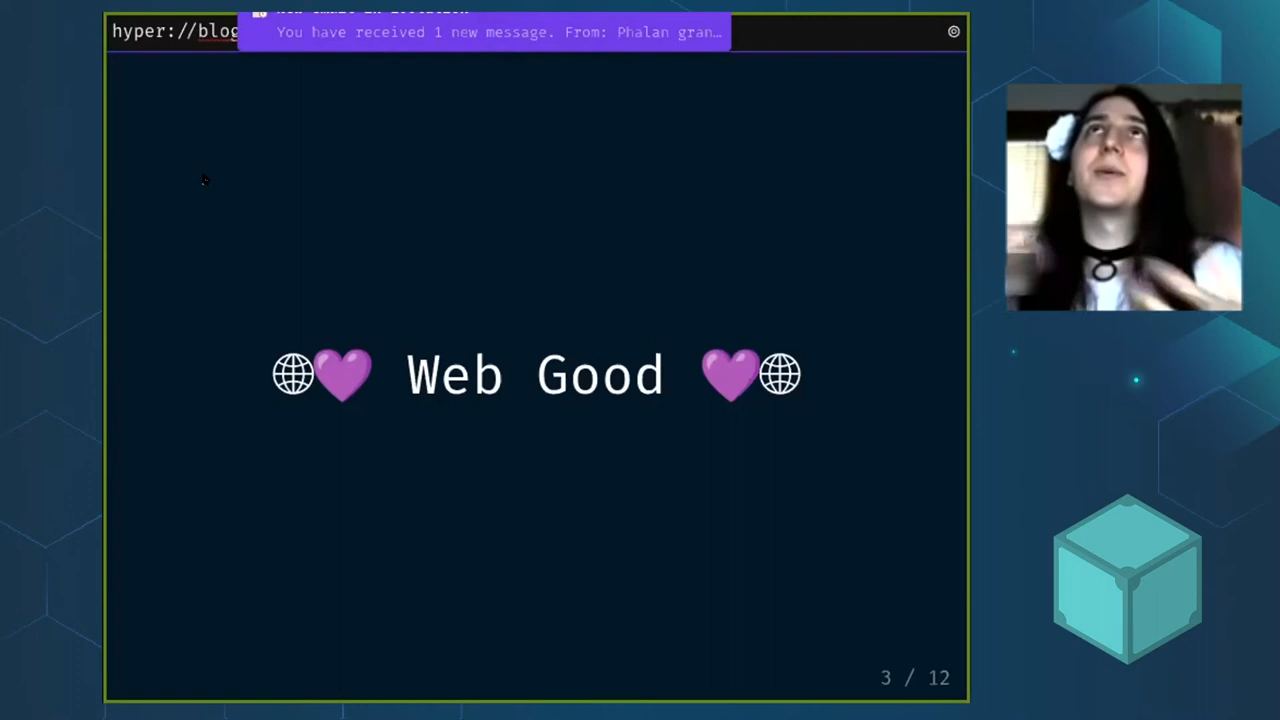 hyper://blog
You have received 1 new message. From: Phalan gran…
🌐💜 Web Good 💜🌐
3 / 12